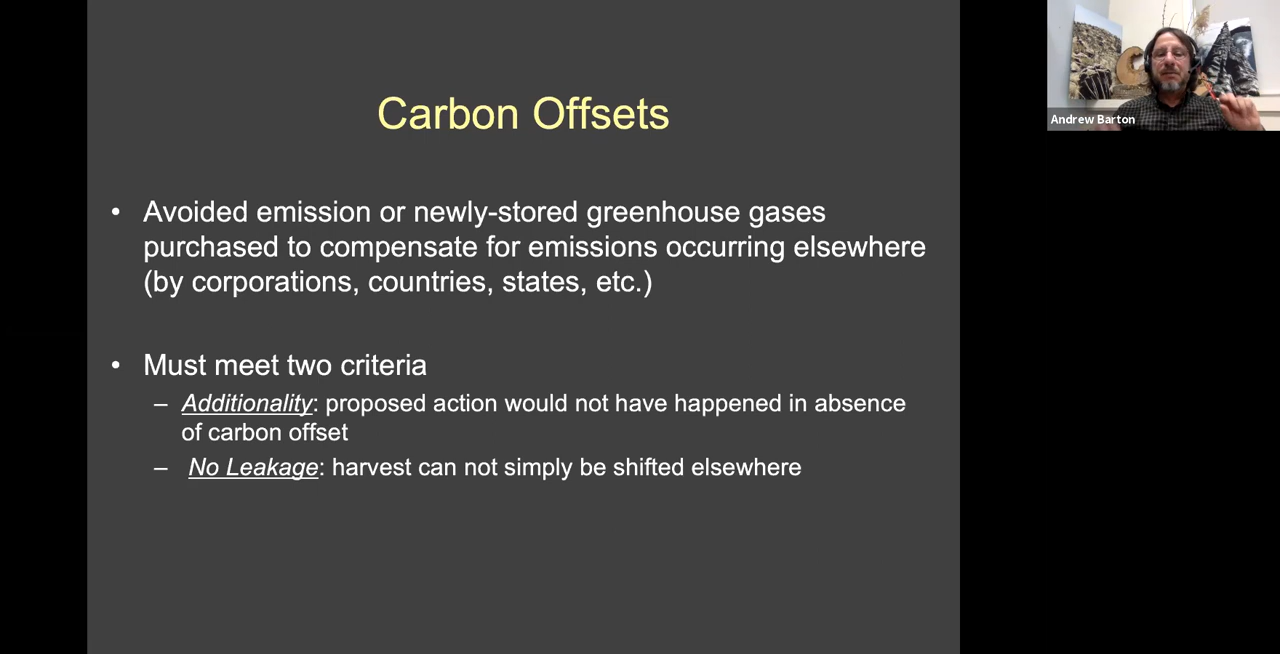 Carbon Offsets
• Avoided emission or newly-stored greenhouse gases
purchased to compensate for emissions occurring elsewhere
(by corporations, countries, states, etc.)
• Must meet two criteria
– Additionality: proposed action would not have happened in absence
of carbon offset
– No Leakage: harvest can not simply be shifted elsewhere
Andrew Barton